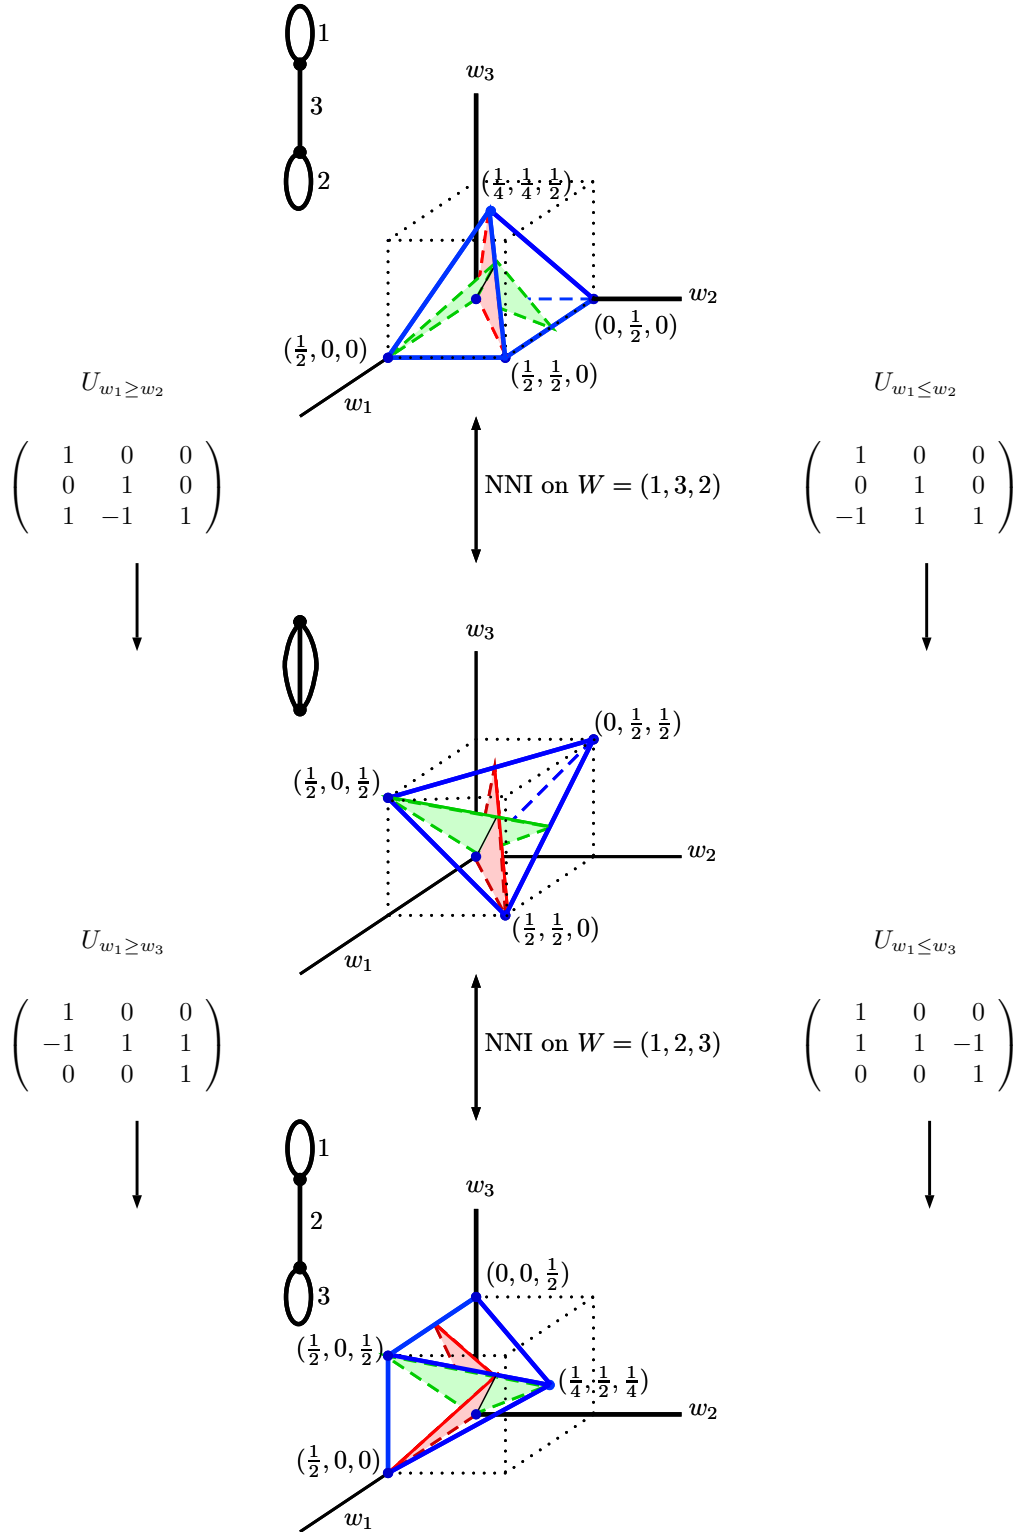 1
w₃
3
2
(1/4, 1/4, 1/2)
w₂
(0, 1/2, 0)
(1/2, 0, 0)
(1/2, 1/2, 0)
w₁
U_{w₁≥w₂}
U_{w₁≤w₂}
( 1 0 0
0 1 0
1 −1 1 )
NNI on W = (1, 3, 2)
( 1 0 0
0 1 0
−1 1 1 )
w₃
(0, 1/2, 1/2)
(1/2, 0, 1/2)
w₂
(1/2, 1/2, 0)
w₁
U_{w₁≥w₃}
U_{w₁≤w₃}
( 1 0 0
−1 1 1
0 0 1 )
NNI on W = (1, 2, 3)
( 1 0 0
1 1 −1
0 0 1 )
1
w₃
2
(0, 0, 1/2)
3
(1/2, 0, 1/2)
(1/4, 1/2, 1/4)
w₂
(1/2, 0, 0)
w₁